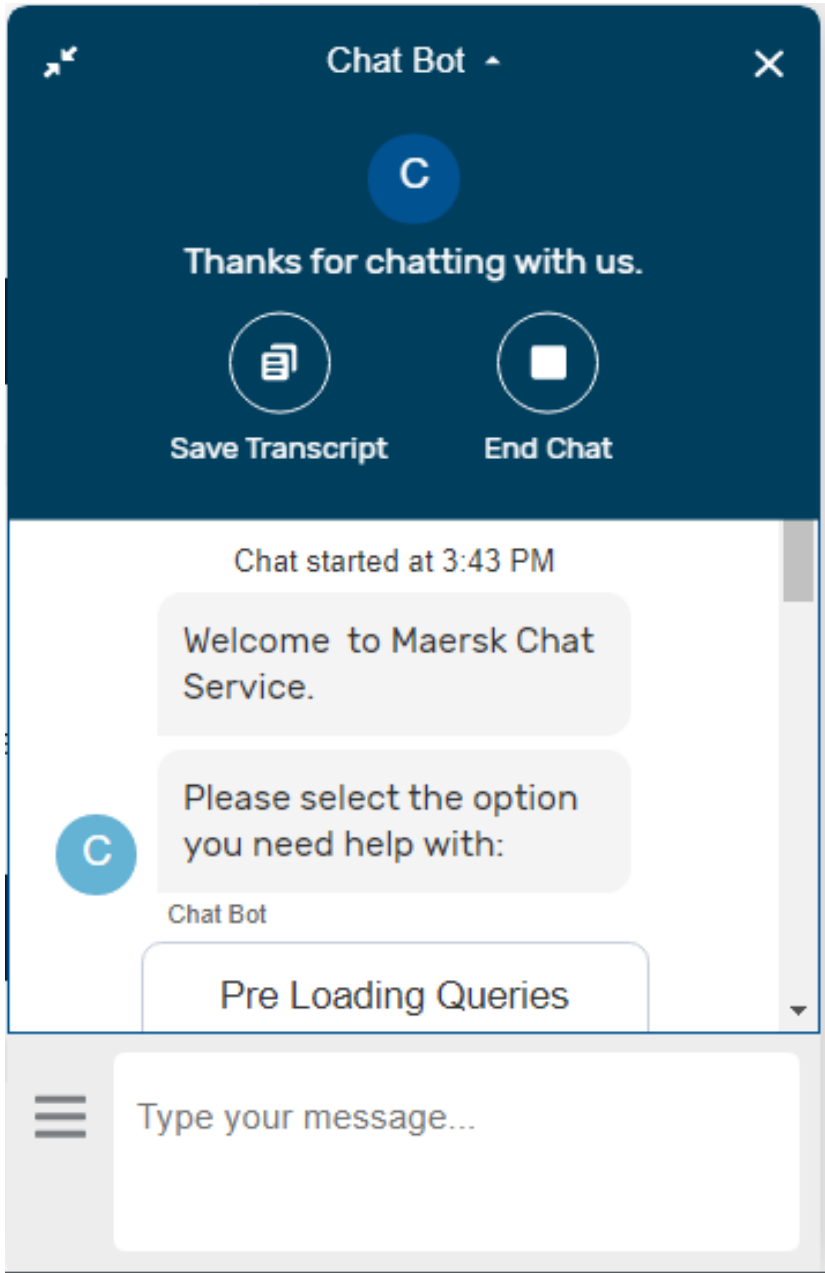 Chat Bot
C
Thanks for chatting with us.
Save Transcript End Chat
Chat started at 3:43 PM
Welcome to Maersk Chat
Service.
Please select the option
you need help with:
C
Chat Bot
Pre Loading Queries
Type your message...